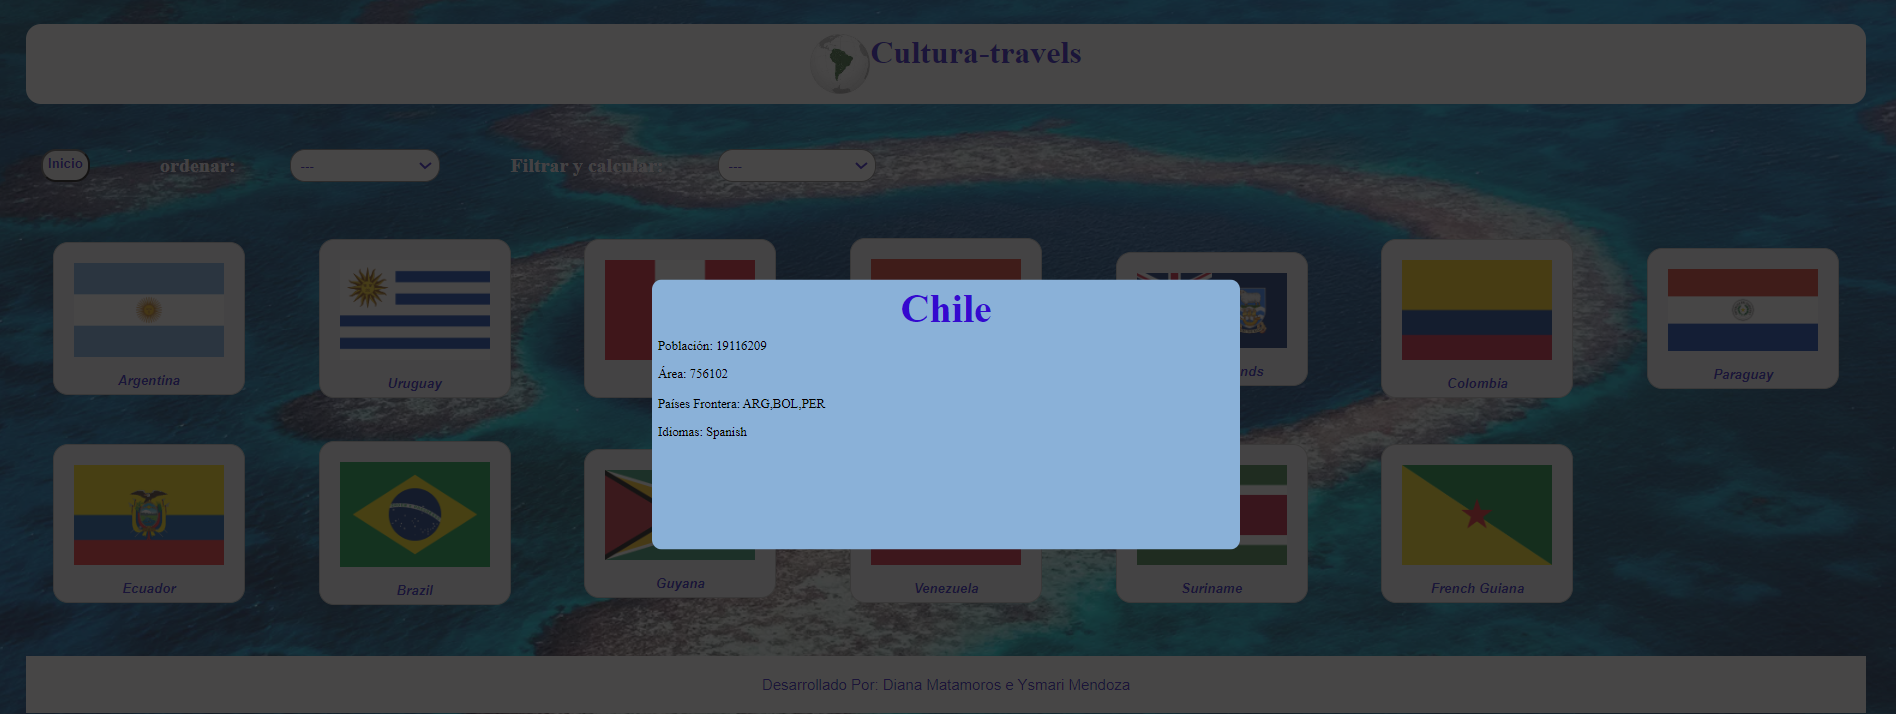 Cultura-travels
Inicio
ordenar:
---
Filtrar y calcular:
---
Chile
Población: 19116209
Área: 756102
Países Frontera: ARG,BOL,PER
Idiomas: Spanish
Argentina
Uruguay
nds
Colombia
Paraguay
Ecuador
Brazil
Guyana
Venezuela
Suriname
French Guiana
Desarrollado Por: Diana Matamoros e Ysmari Mendoza